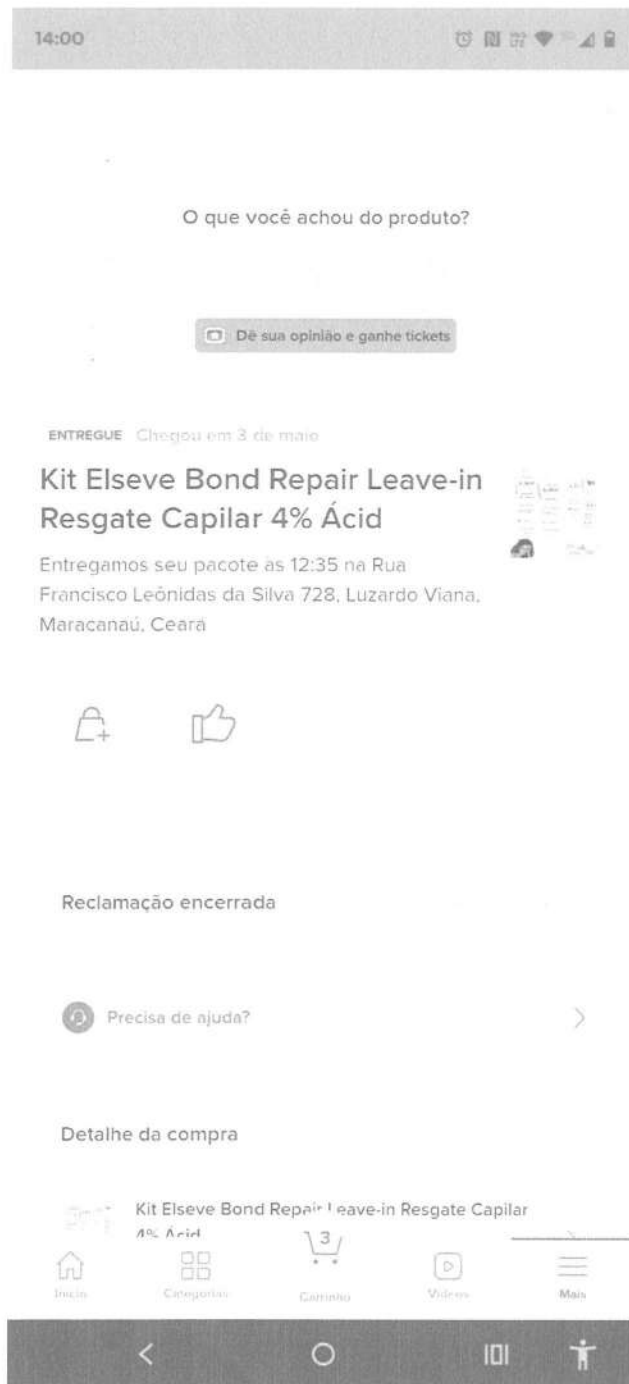 14:00
O que você achou do produto?
Dê sua opinião e ganhe tickets
ENTREGUE Chegou em 3 de maio
Kit Elseve Bond Repair Leave-in
Resgate Capilar 4% Ácid
Entregamos seu pacote às 12:35 na Rua
Francisco Leônidas da Silva 728, Luzardo Viana,
Maracanaú, Ceará
Reclamação encerrada
Precisa de ajuda?
Detalhe da compra
Kit Elseve Bond Repair Leave-in Resgate Capilar
4% Ácid
3
Início Categorias Carrinho Vídeos Mais